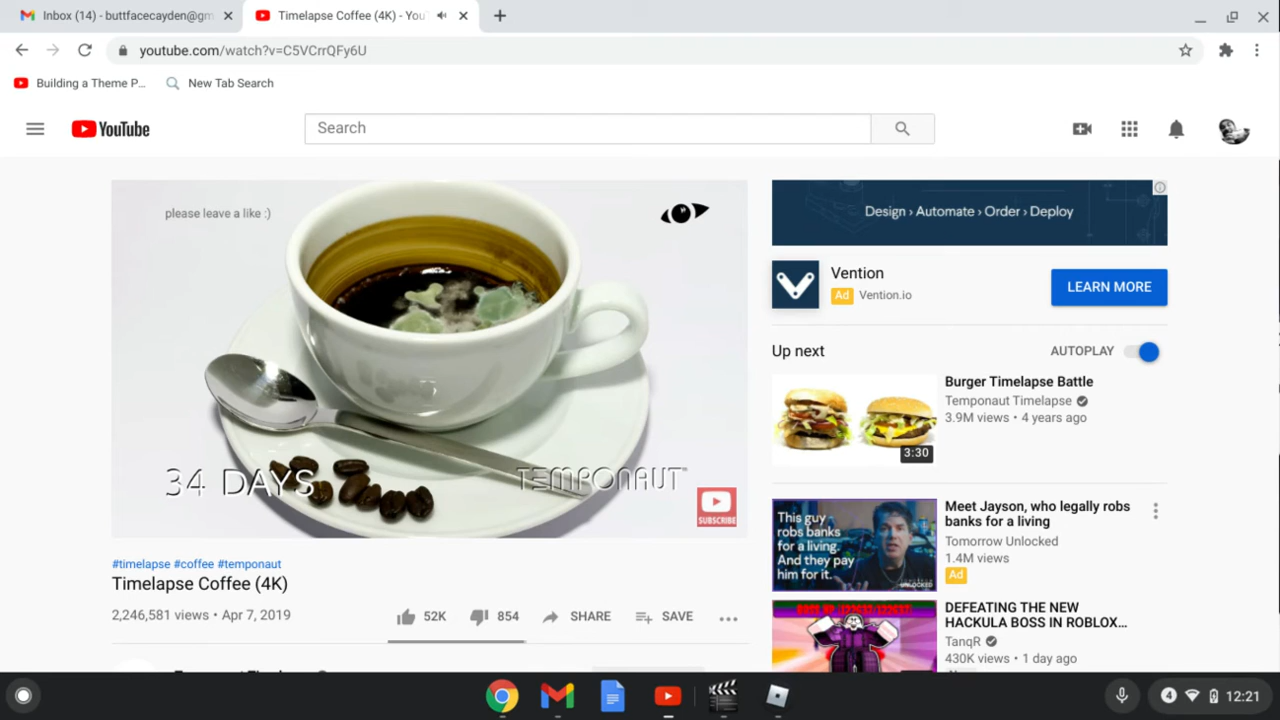 Inbox (14) - buttfacecayden@gm
Timelapse Coffee (4K) - You
youtube.com/watch?v=C5VCrrQFy6U
Building a Theme P...
New Tab Search
YouTube
Search
please leave a like :)
34 DAYS
TEMPONAUT
SUBSCRIBE
#timelapse #coffee #temponaut
Timelapse Coffee (4K)
2,246,581 views • Apr 7, 2019
52K
854
SHARE
SAVE
Design › Automate › Order › Deploy
Vention
Ad Vention.io
LEARN MORE
Up next
AUTOPLAY
Burger Timelapse Battle
Temponaut Timelapse
3.9M views • 4 years ago
3:30
This guy
robs banks
for a living.
And they pay
him for it.
UNLOCKED
Meet Jayson, who legally robs
banks for a living
Tomorrow Unlocked
1.4M views
Ad
DEFEATING THE NEW
HACKULA BOSS IN ROBLOX...
TanqR
430K views • 1 day ago
4
12:21